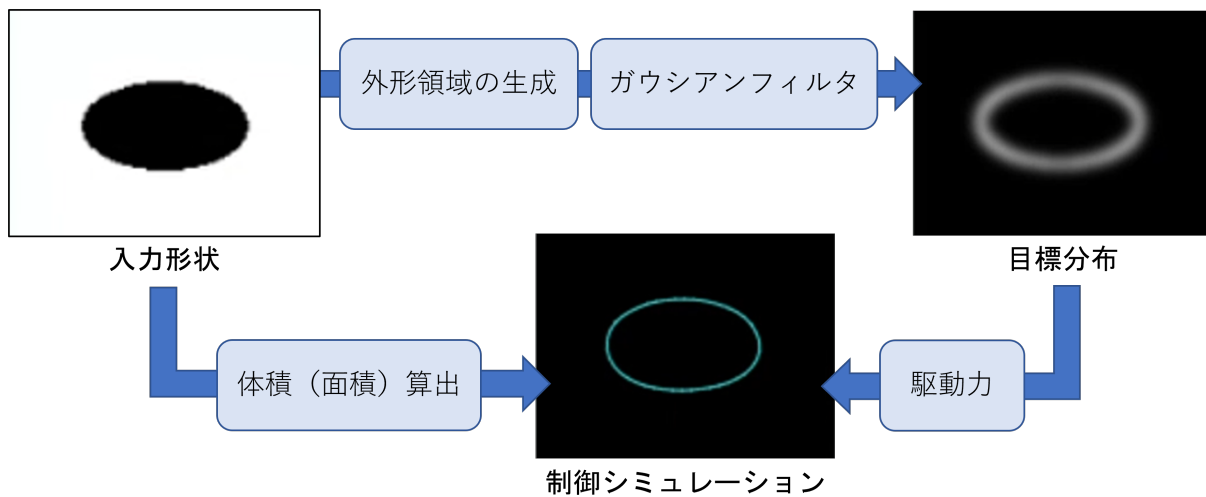 外形領域の生成
ガウシアンフィルタ
入力形状
目標分布
体積（面積）算出
駆動力
制御シミュレーション